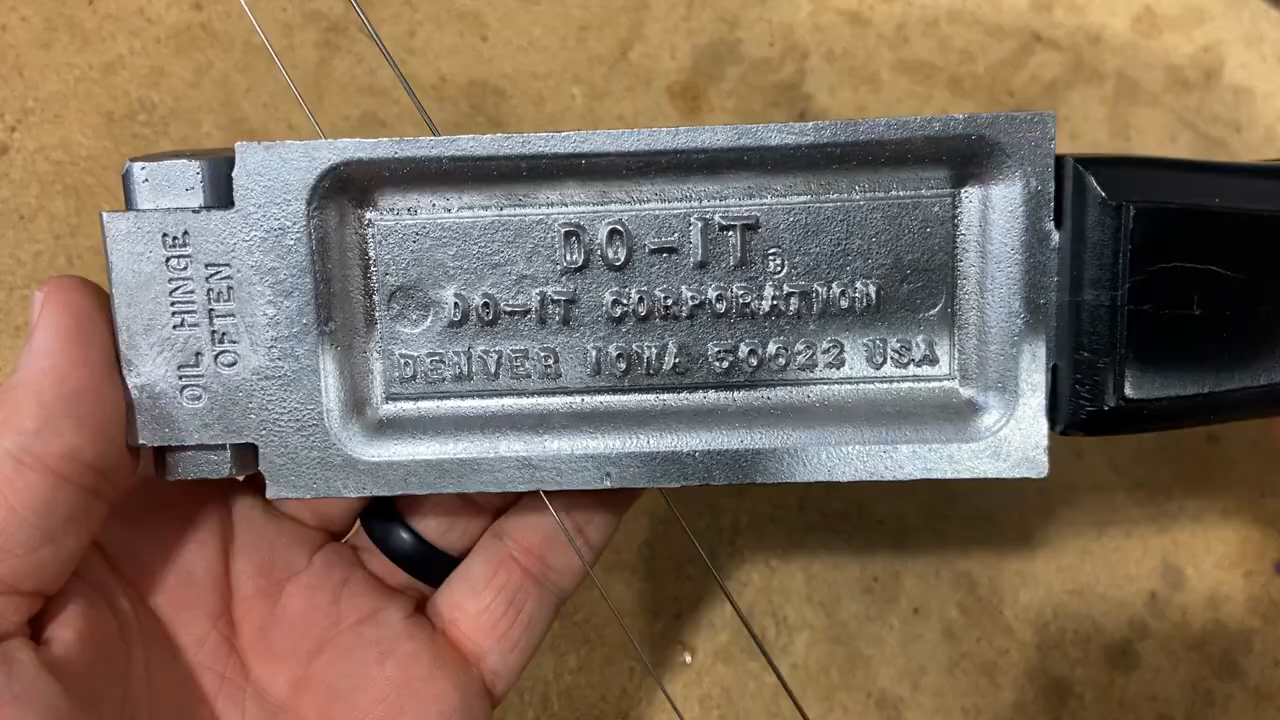 DO-IT®
DO-IT CORPORATION
DENVER IOWA 50622 USA
OIL HINGE
OFTEN